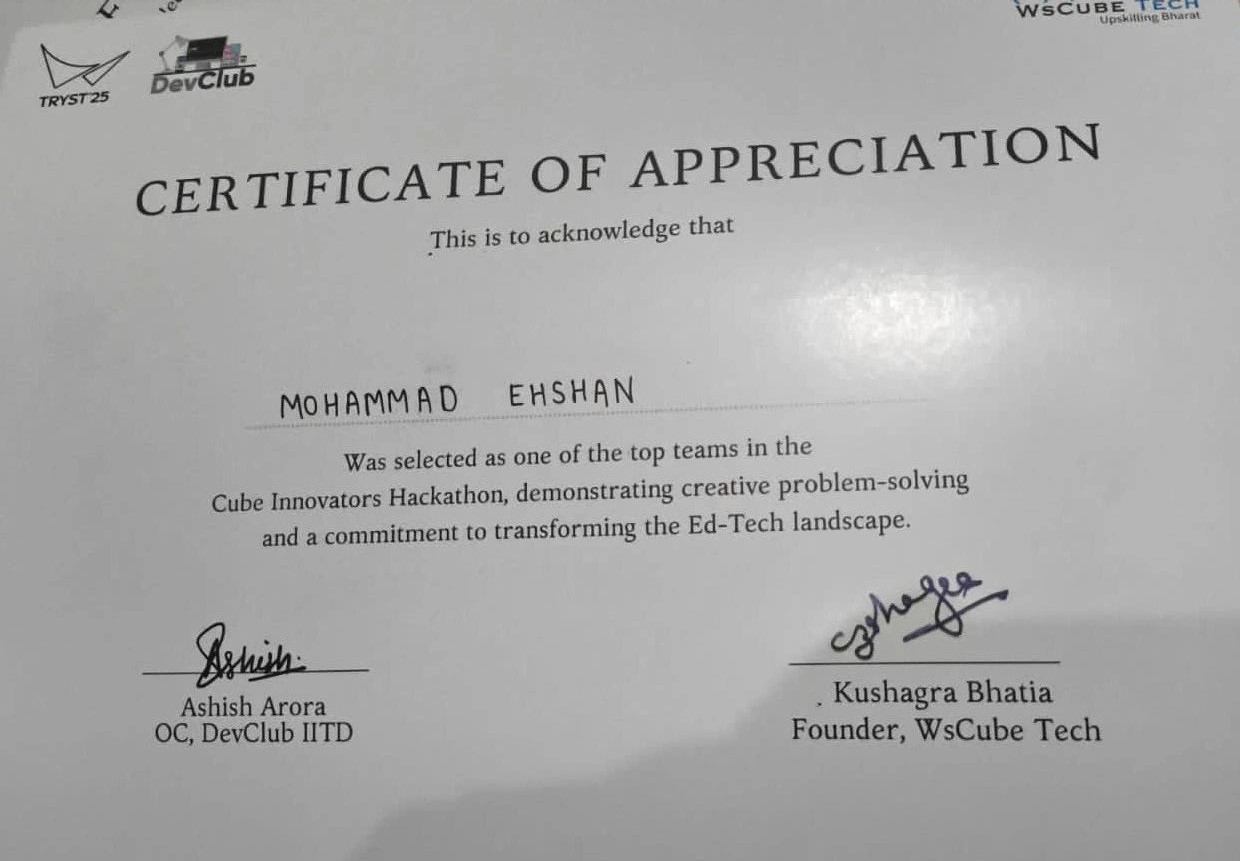 WSCUBE TECH
Upskilling Bharat
TRYST'25
DevClub
CERTIFICATE OF APPRECIATION
This is to acknowledge that
MOHAMMAD EHSHAN
Was selected as one of the top teams in the
Cube Innovators Hackathon, demonstrating creative problem-solving
and a commitment to transforming the Ed-Tech landscape.
Ashish
Ashish Arora
OC, DevClub IITD
Kushagra Bhatia
Founder, WsCube Tech